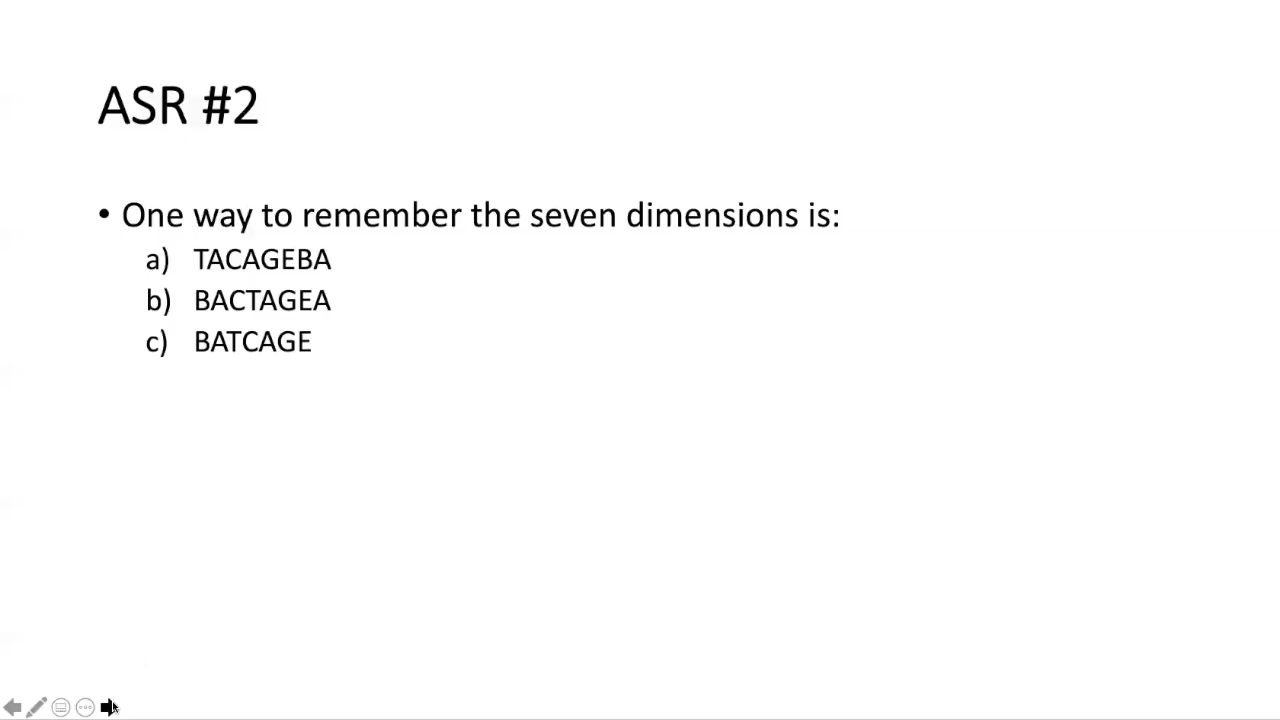 ASR #2
• One way to remember the seven dimensions is:
a) TACAGEBA
b) BACTAGEA
c) BATCAGE